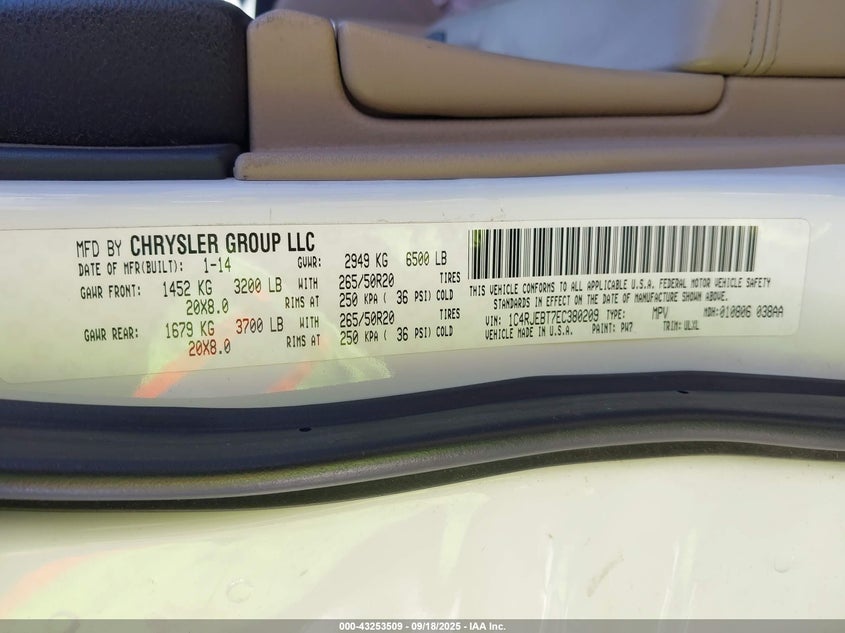 MFD BY CHRYSLER GROUP LLC
DATE OF MFR(BUILT): 1-14 GVWR: 2949 KG 6500 LB
GAWR FRONT: 1452 KG 3200 LB WITH 265/50R20 TIRES
20X8.0 RIMS AT 250 KPA ( 36 PSI) COLD
GAWR REAR: 1679 KG 3700 LB WITH 265/50R20 TIRES
20X8.0 RIMS AT 250 KPA ( 36 PSI) COLD
THIS VEHICLE CONFORMS TO ALL APPLICABLE U.S.A. FEDERAL MOTOR VEHICLE SAFETY
STANDARDS IN EFFECT ON THE DATE OF MANUFACTURE SHOWN ABOVE.
VIN: 1C4RJEBT7EC380209 TYPE: MPV MDH:010806 038AA
VEHICLE MADE IN U.S.A. PAINT: PW7 TRIM: ULXL
000-43253509 - 09/18/2025 - IAA Inc.